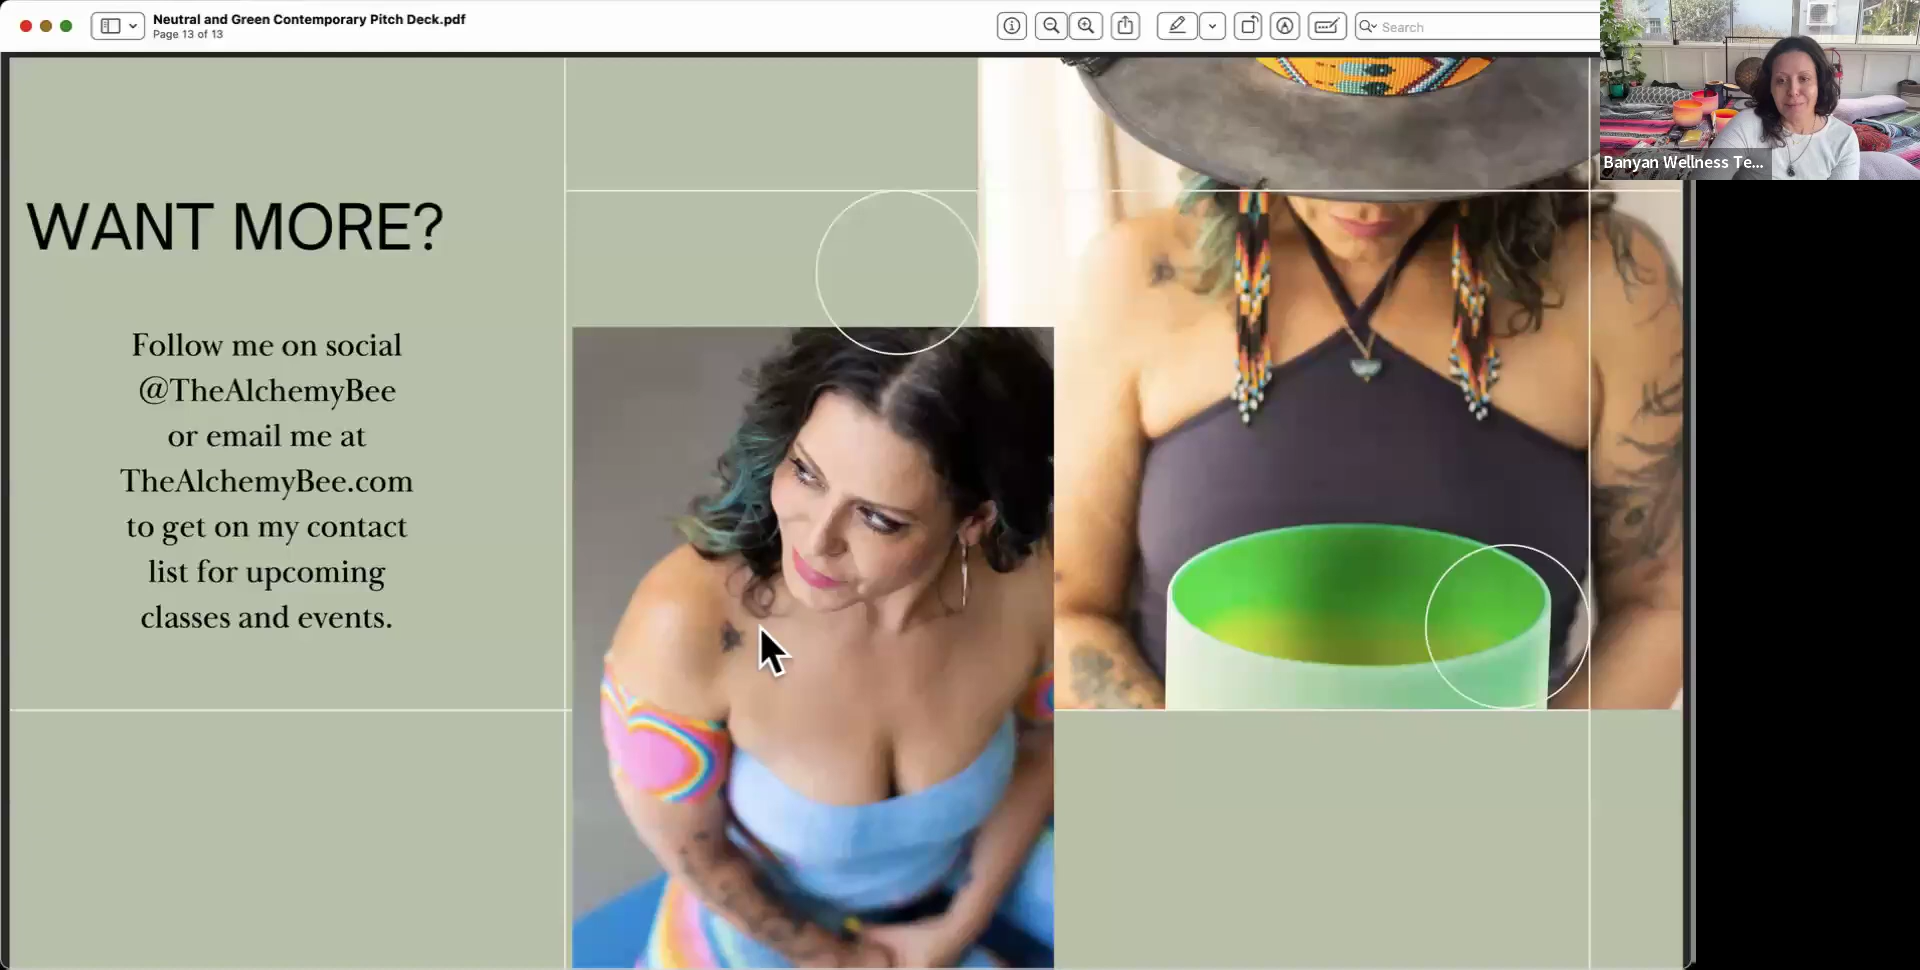 Neutral and Green Contemporary Pitch Deck.pdf
Page 13 of 13
Search
Banyan Wellness Te...
WANT MORE?
Follow me on social
@TheAlchemyBee
or email me at
TheAlchemyBee.com
to get on my contact
list for upcoming
classes and events.